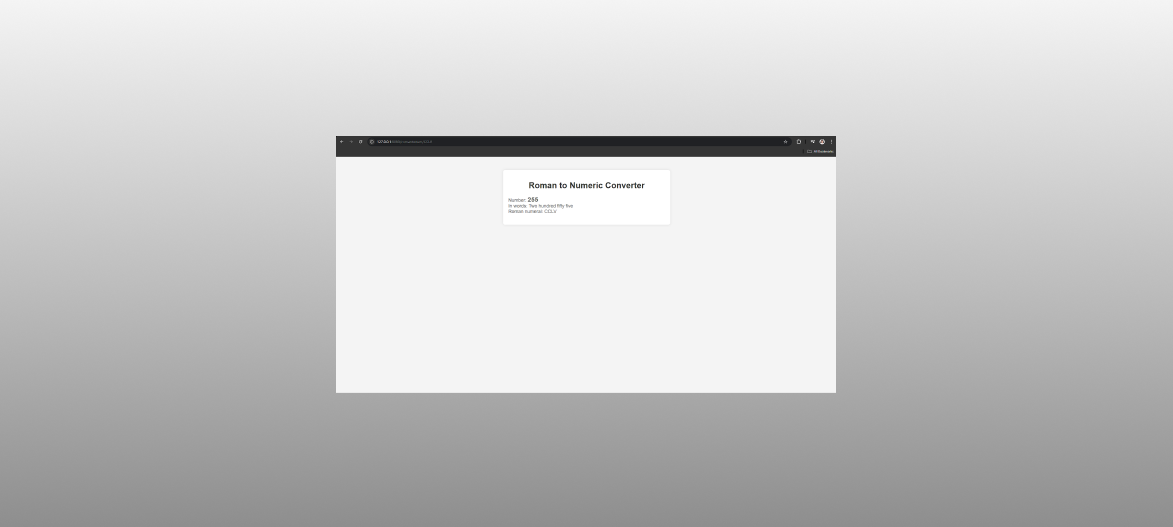 127.0.0.1
All Bookmarks
Roman to Numeric Converter
Number: 255
In words: Two hundred fifty five
Roman numeral: CCLV